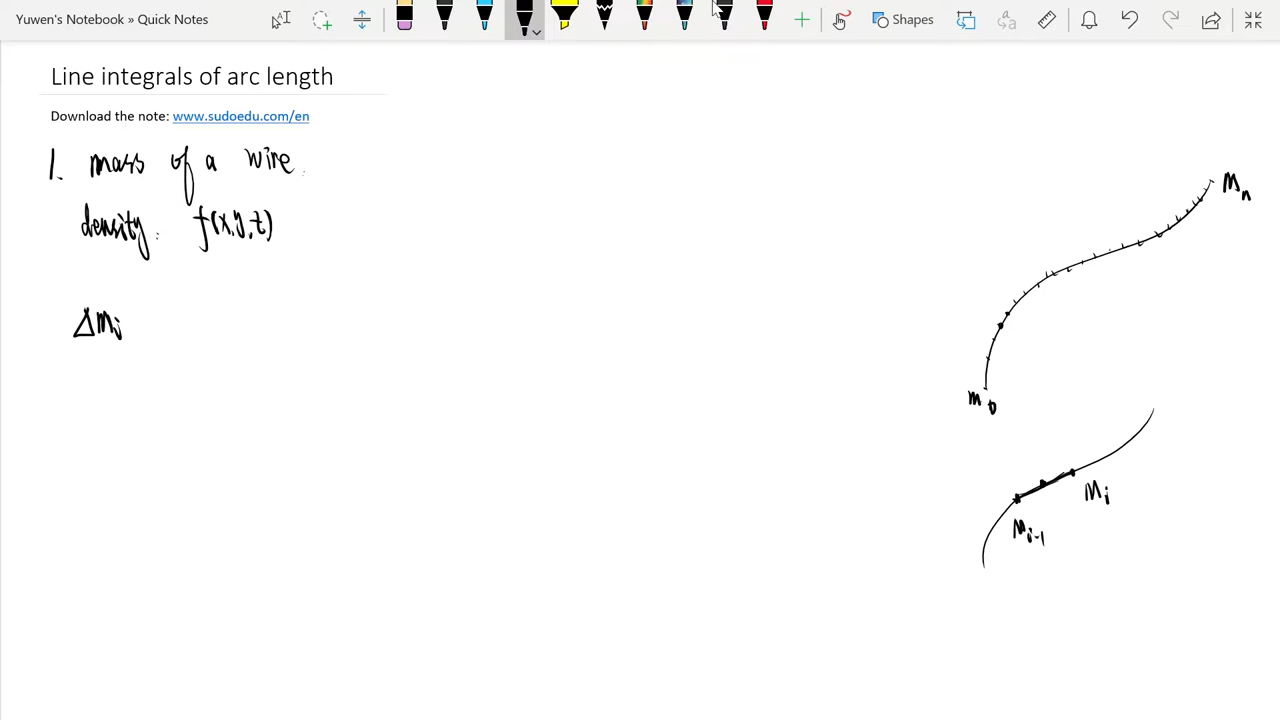 Yuwen's Notebook » Quick Notes
Shapes
Line integrals of arc length
Download the note: www.sudoedu.com/en
1. mass of a wire.
density: f(x,y,z)
Δmi
Mn
M0
Mi
Mi-1